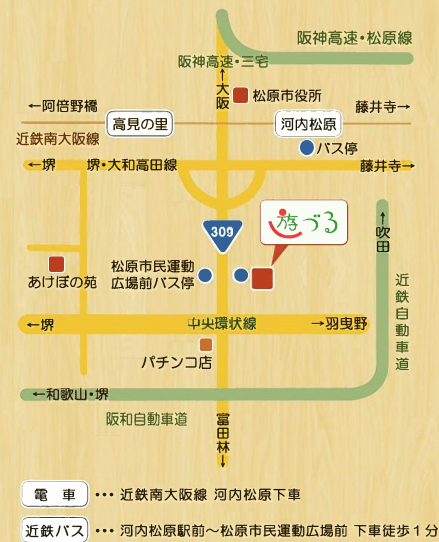 阪神高速・松原線
阪神高速・三宅
↑大阪
松原市役所
←阿倍野橋
藤井寺→
高見の里
河内松原
近鉄南大阪線
バス停
←堺
堺・大和高田線
藤井寺→
309
遊づる
↑吹田
松原市民運動
広場前バス停
あけぼの苑
近鉄自動車道
←堺
中央環状線
→羽曳野
パチンコ店
←和歌山・堺
阪和自動車道
富田林↓
電 車 ・・・ 近鉄南大阪線 河内松原下車
近鉄バス ・・・ 河内松原駅前〜松原市民運動広場前 下車徒歩1分